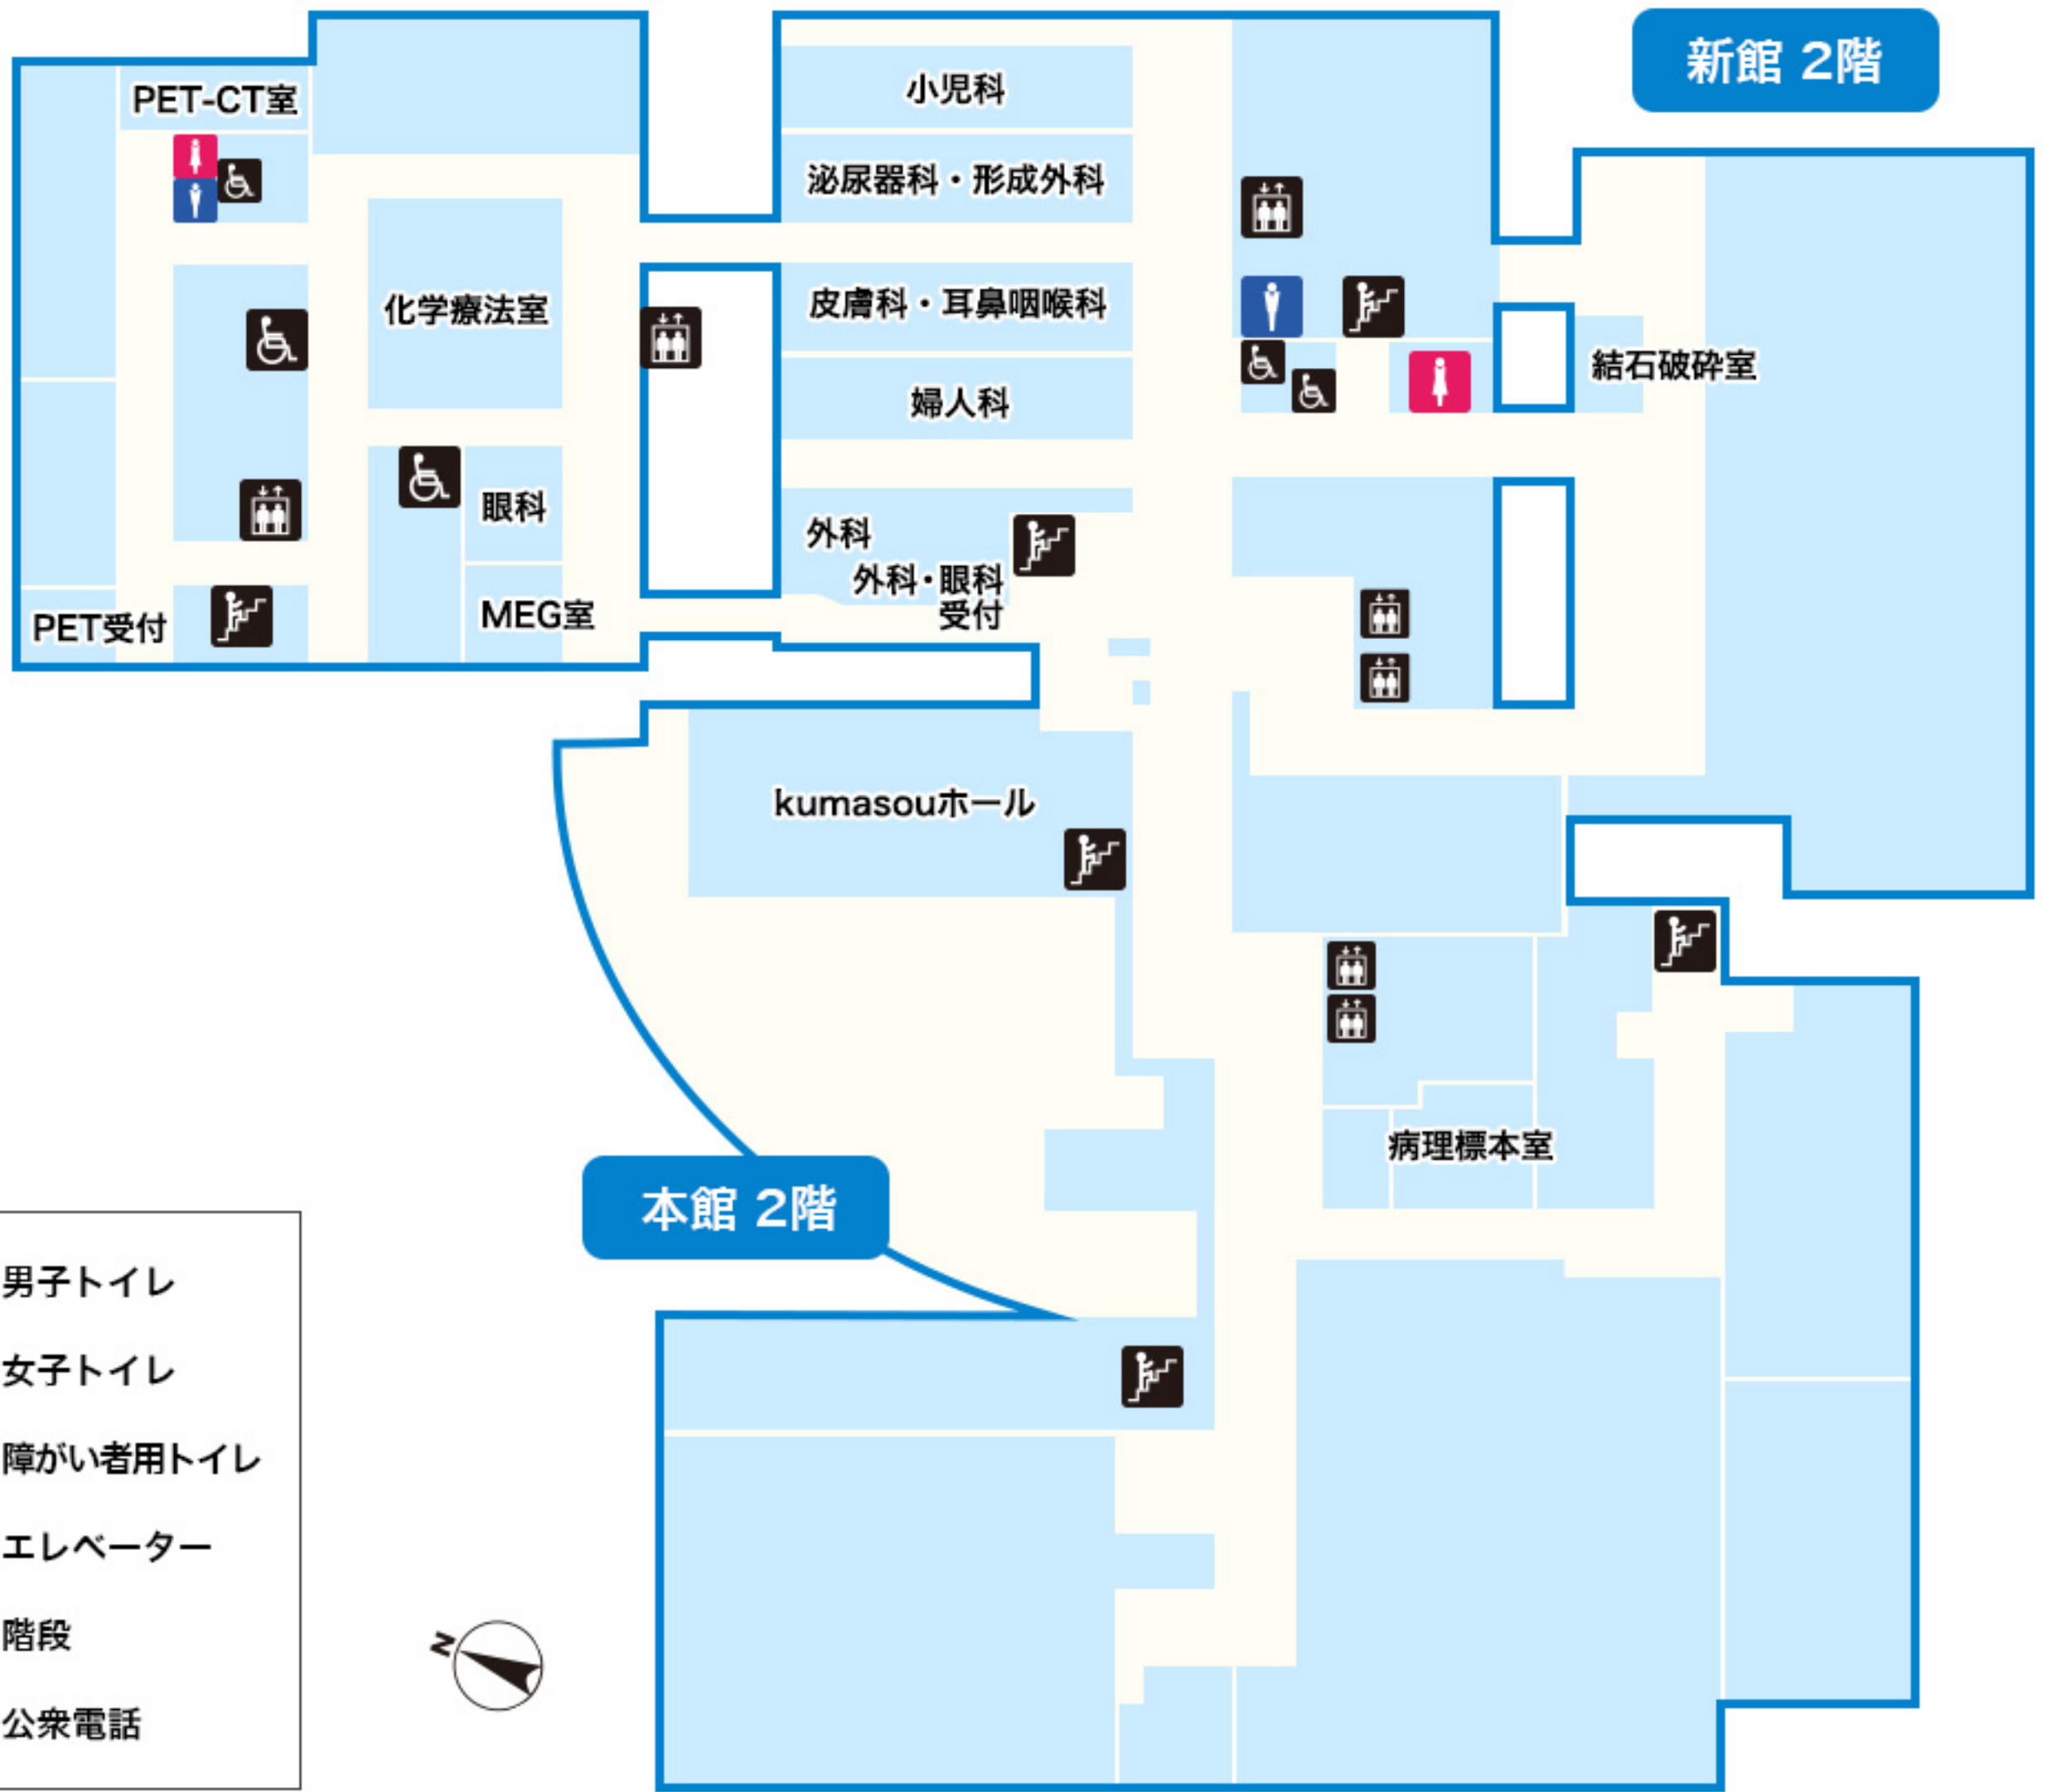 新館 2階
PET-CT室
小児科
泌尿器科・形成外科
化学療法室
皮膚科・耳鼻咽喉科
結石破砕室
婦人科
眼科
外科
外科・眼科
受付
PET受付
MEG室
kumasouホール
病理標本室
本館 2階
男子トイレ
女子トイレ
障がい者用トイレ
エレベーター
階段
公衆電話
N